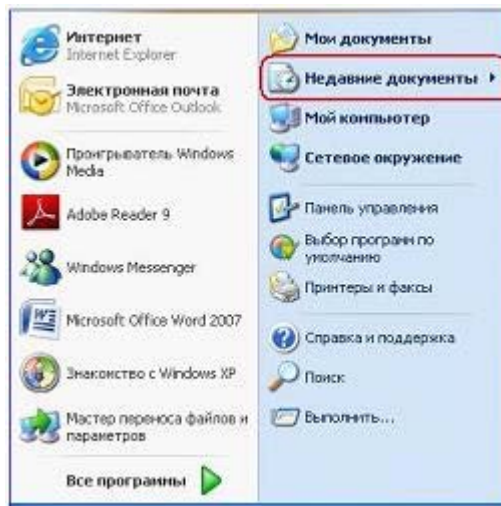 Интернет
Internet Explorer
Электронная почта
Microsoft Office Outlook
Проигрыватель Windows
Media
Adobe Reader 9
Windows Messenger
Microsoft Office Word 2007
Знакомство с Windows XP
Мастер переноса файлов и
параметров
Все программы
Мои документы
Недавние документы
Мой компьютер
Сетевое окружение
Панель управления
Выбор программ по
умолчанию
Принтеры и факсы
Справка и поддержка
Поиск
Выполнить...